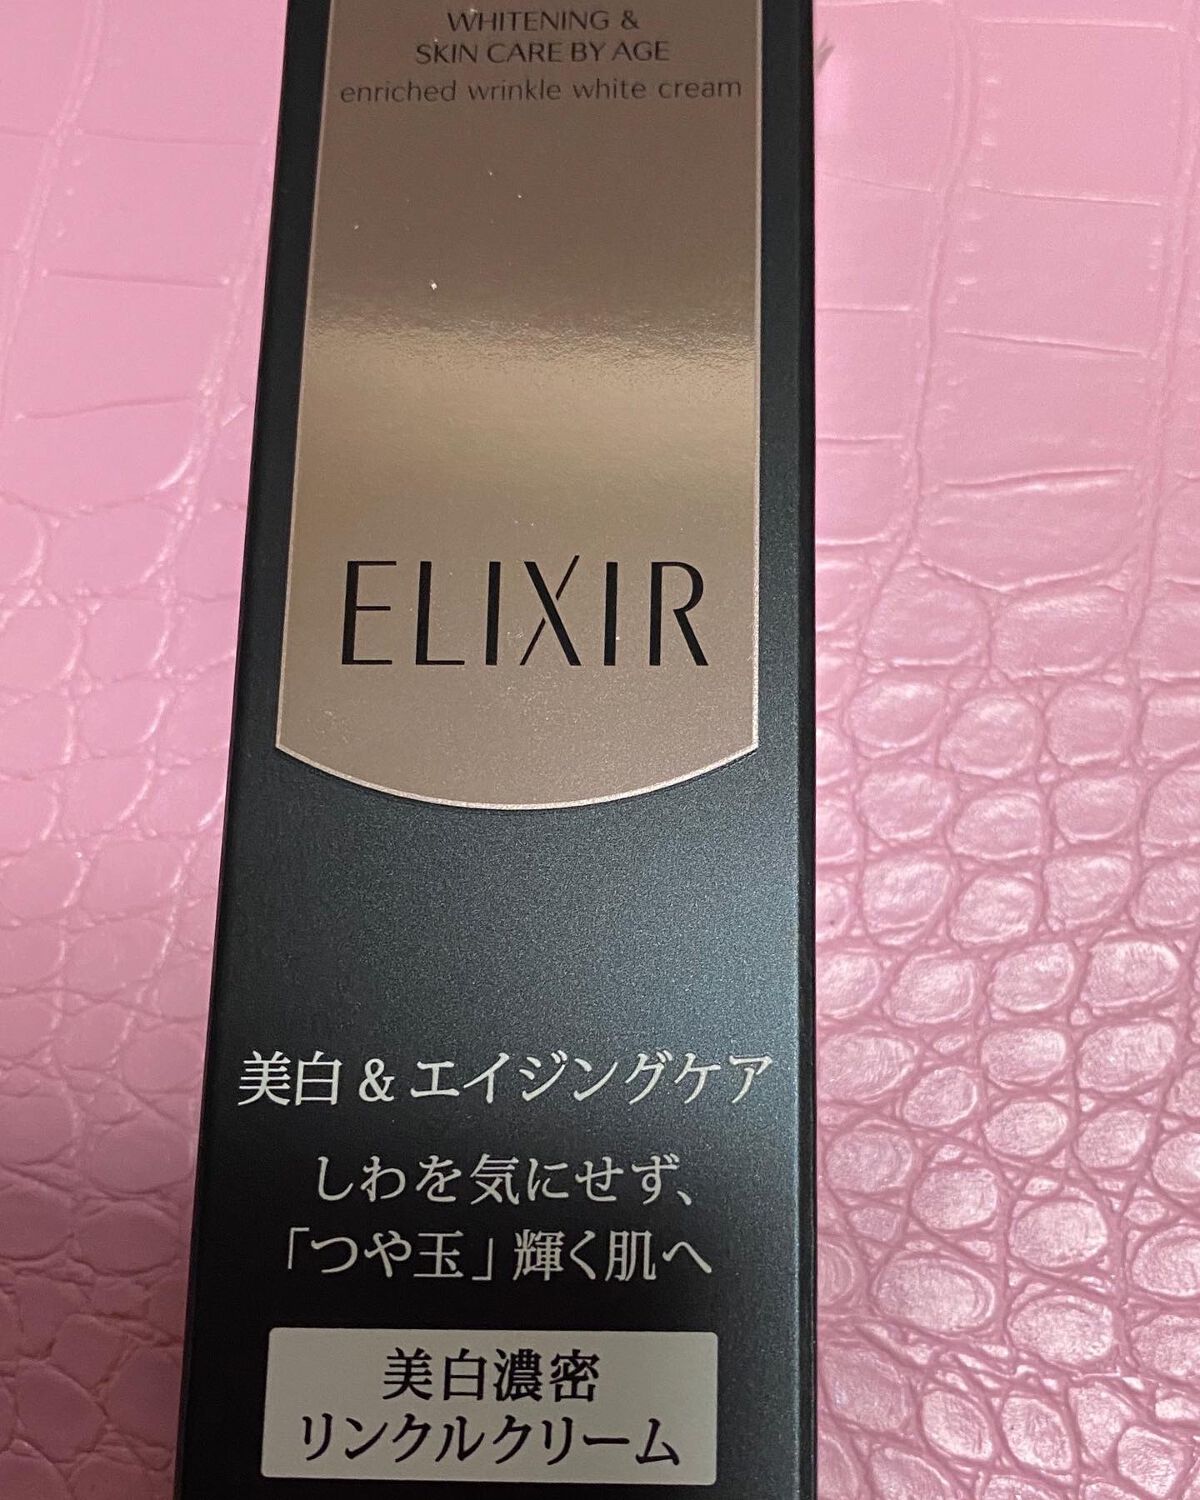 WHITENING &
SKIN CARE BY AGE
enriched wrinkle white cream
ELIXIR
美白 & エイジングケア
しわを気にせず、
「つや玉」輝く肌へ
美白濃密
リンクルクリーム